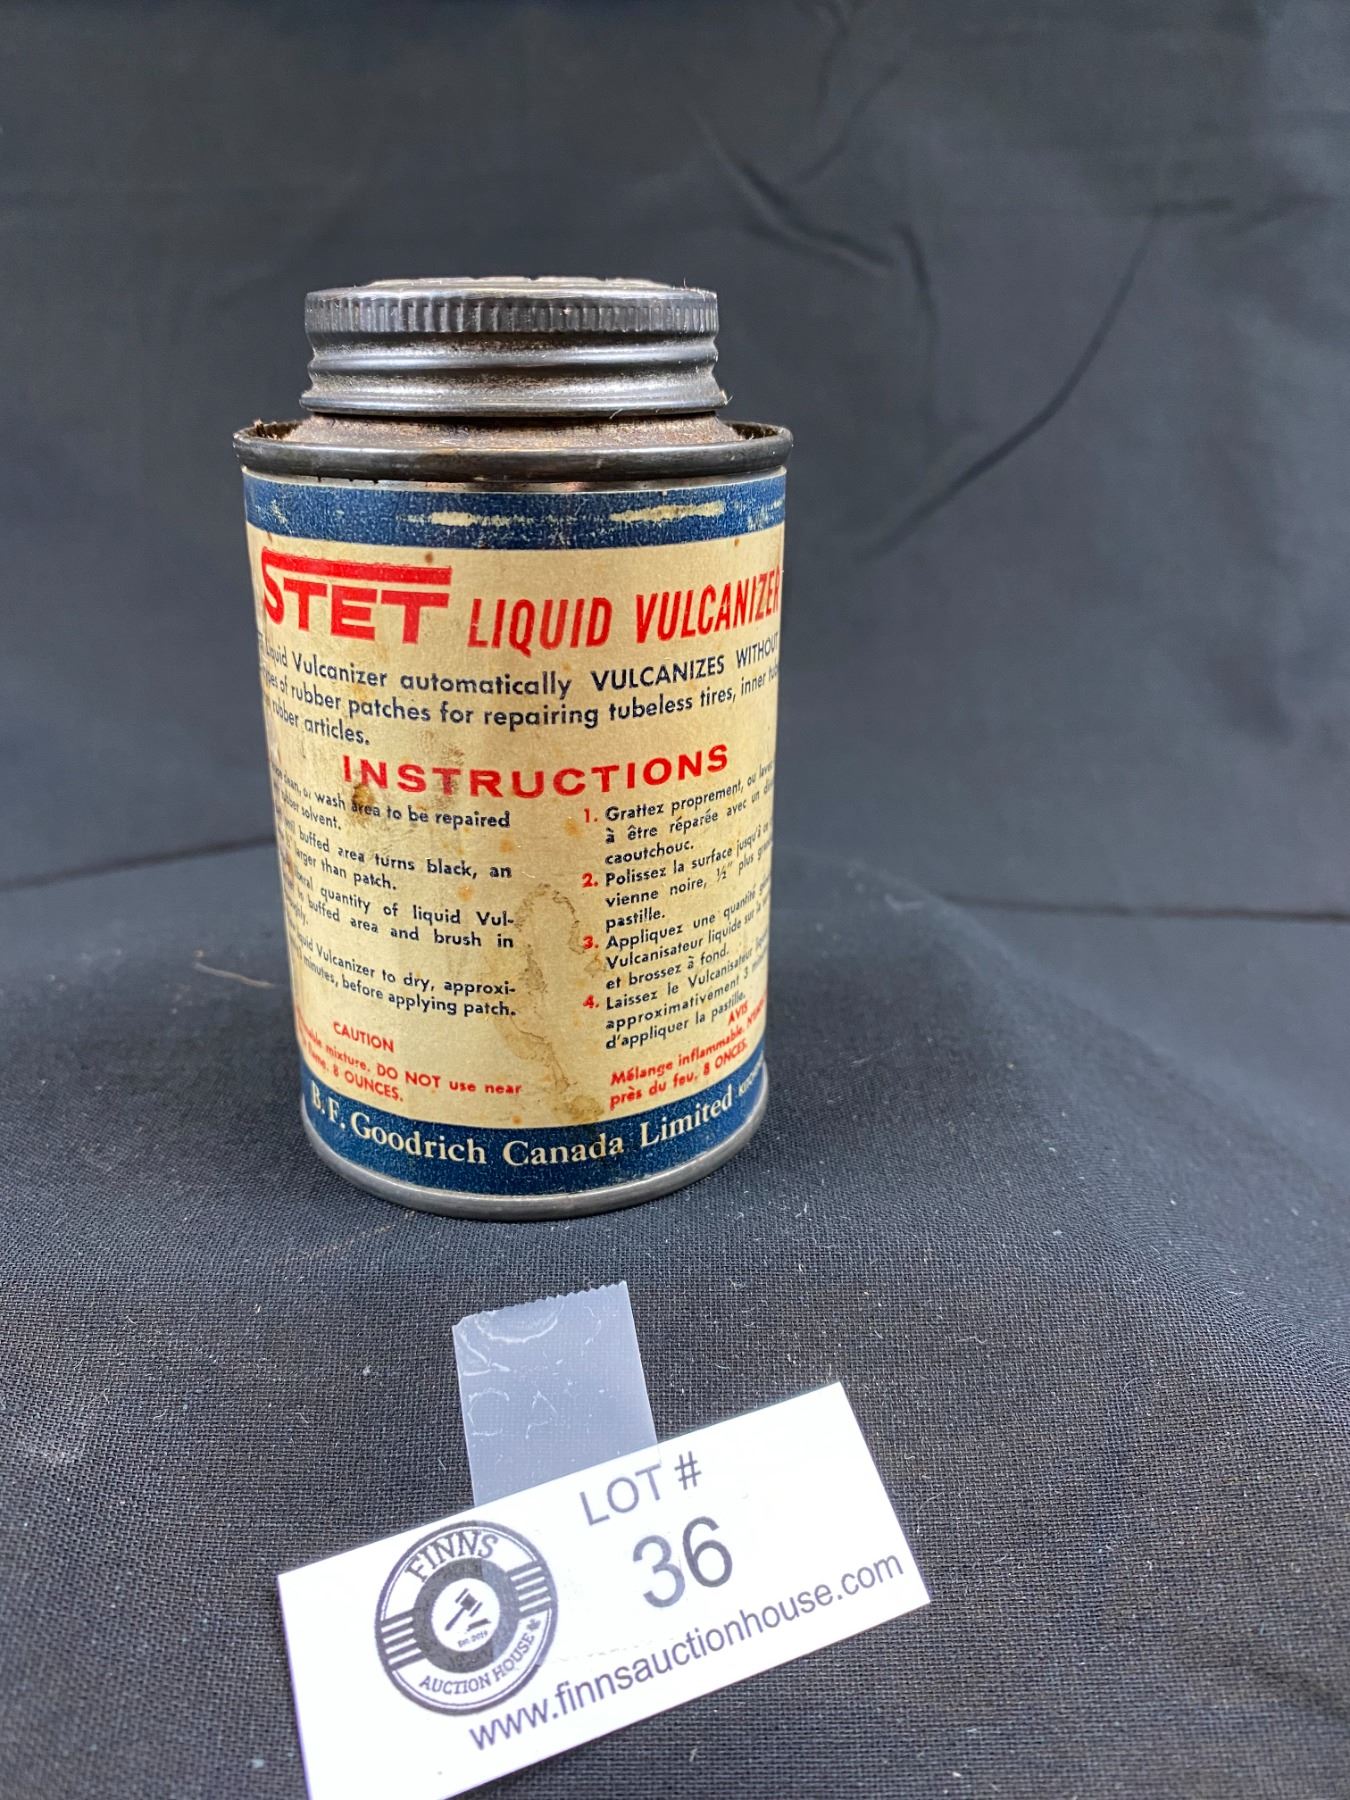 STET LIQUID VULCANIZER
Liquid Vulcanizer automatically VULCANIZES WITHOUT
of rubber patches for repairing tubeless tires, inner
rubber articles.
INSTRUCTIONS
clean, or wash area to be repaired
solvent.
buffed area turns black, an
larger than patch.
quantity of liquid Vul-
buffed area and brush in
Vulcanizer to dry, approxi-
minutes, before applying patch.
CAUTION
mixture. DO NOT use near
8 OUNCES.
1. Grattez proprement, ou
à être réparée avec un
caoutchouc.
2. Polissez la surface jusqu'à
vienne noire, ½" plus
pastille.
3. Appliquez une quantité
Vulcanisateur liquide sur la
et brossez à fond.
4. Laissez le Vulcanisateur
approximativement 3
d'appliquer la pastille.
AVIS
Mélange inflammable.
près du feu. 8 ONCES.
B.F. Goodrich Canada Limited
LOT #
36
FINNS
EST. 2019
AUCTION HOUSE
www.finnsauctionhouse.com